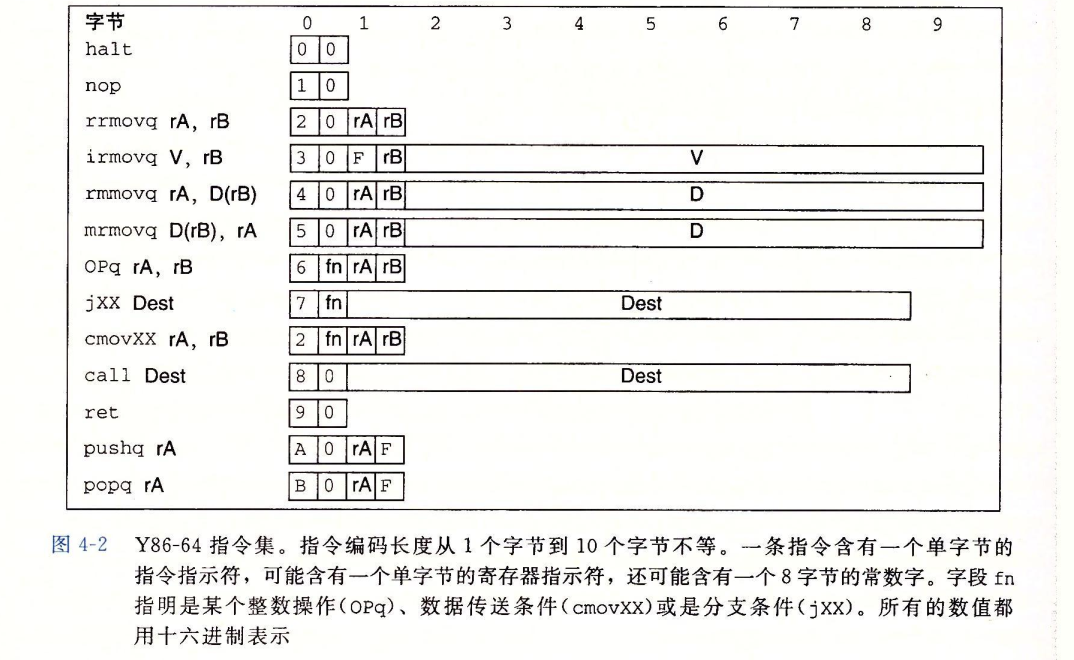 字节 0 1 2 3 4 5 6 7 8 9
halt 0 0
nop 1 0
rrmovq rA, rB 2 0 rA rB
irmovq V, rB 3 0 F rB V
rmmovq rA, D(rB) 4 0 rA rB D
mrmovq D(rB), rA 5 0 rA rB D
OPq rA, rB 6 fn rA rB
jXX Dest 7 fn Dest
cmovXX rA, rB 2 fn rA rB
call Dest 8 0 Dest
ret 9 0
pushq rA A 0 rA F
popq rA B 0 rA F
图 4-2 Y86-64 指令集。指令编码长度从 1 个字节到 10 个字节不等。一条指令含有一个单字节的
指令指示符，可能含有一个单字节的寄存器指示符，还可能含有一个 8 字节的常数字。字段 fn
指明是某个整数操作(OPq)、数据传送条件(cmovXX)或是分支条件(jXX)。所有的数值都
用十六进制表示